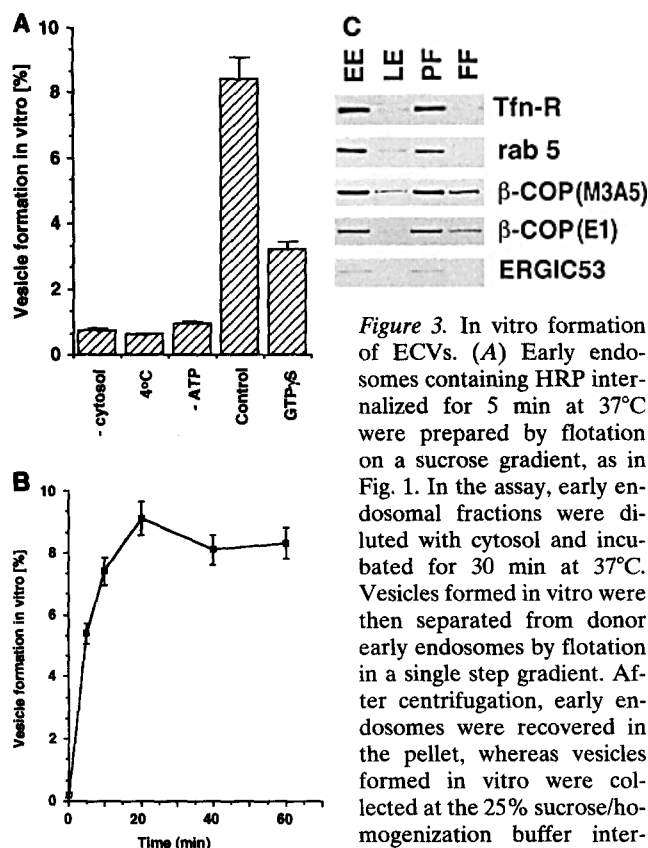 A
Vesicle formation in vitro [%]
10
8
6
4
2
0
- cytosol
4°C
- ATP
Control
GTPγS
B
Vesicle formation in vitro [%]
10
8
6
4
2
0
0 20 40 60
Time (min)
C
EE LE PF FF
Tfn-R
rab 5
β-COP(M3A5)
β-COP(E1)
ERGIC53
Figure 3. In vitro formation
of ECVs. (A) Early endo-
somes containing HRP inter-
nalized for 5 min at 37°C
were prepared by flotation
on a sucrose gradient, as in
Fig. 1. In the assay, early en-
dosomal fractions were di-
luted with cytosol and incu-
bated for 30 min at 37°C.
Vesicles formed in vitro were
then separated from donor
early endosomes by flotation
in a single step gradient. Af-
ter centrifugation, early en-
dosomes were recovered in
the pellet, whereas vesicles
formed in vitro were col-
lected at the 25% sucrose/ho-
mogenization buffer inter-